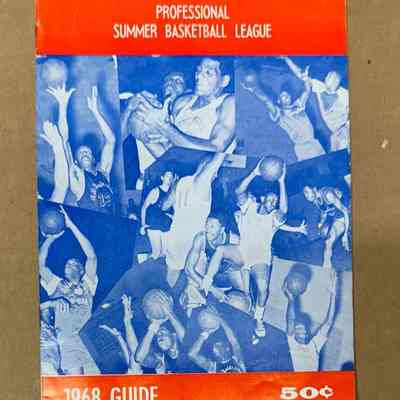 PROFESSIONAL
SUMMER BASKETBALL LEAGUE
1968 GUIDE 50¢